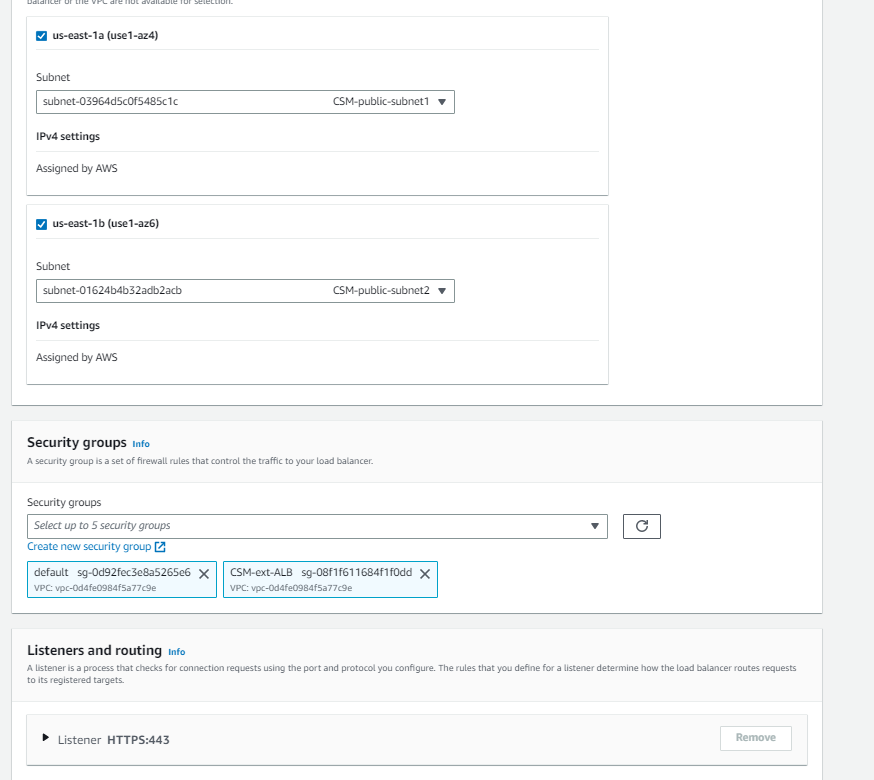 balancer or the VPC are not available for selection.
us-east-1a (use1-az4)
Subnet
subnet-03964d5c0f5485c1c CSM-public-subnet1
IPv4 settings
Assigned by AWS
us-east-1b (use1-az6)
Subnet
subnet-01624b4b32adb2acb CSM-public-subnet2
IPv4 settings
Assigned by AWS
Security groups Info
A security group is a set of firewall rules that control the traffic to your load balancer.
Security groups
Select up to 5 security groups
Create new security group
default sg-0d92fec3e8a5265e6
VPC: vpc-0d4fe0984f5a77c9e
CSM-ext-ALB sg-08f1f611684f1f0dd
VPC: vpc-0d4fe0984f5a77c9e
Listeners and routing Info
A listener is a process that checks for connection requests using the port and protocol you configure. The rules that you define for a listener determine how the load balancer routes requests
to its registered targets.
Listener HTTPS:443
Remove